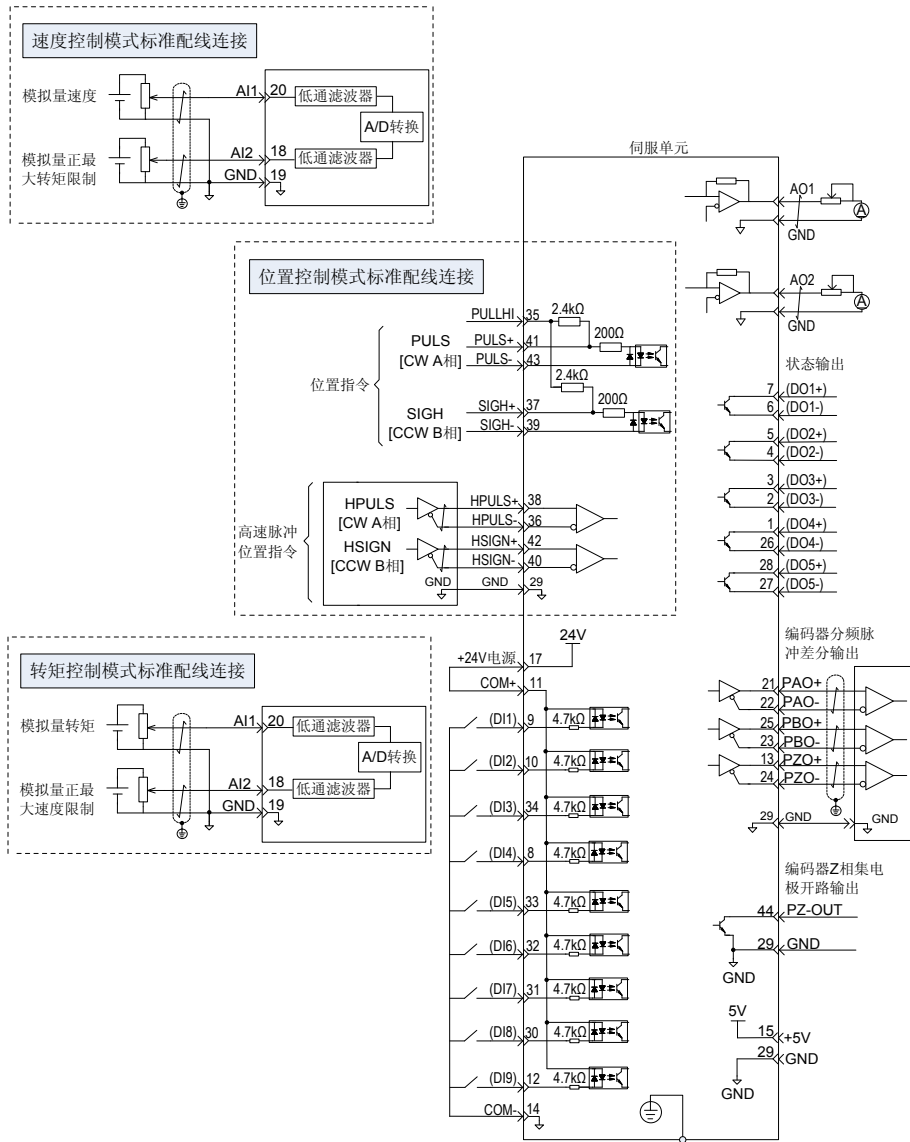 速度控制模式标准配线连接
模拟量速度
AI1
20
低通滤波器
A/D转换
模拟量正最
大转矩限制
AI2
18
低通滤波器
GND
19
伺服单元
AO1
A
GND
AO2
A
GND
位置控制模式标准配线连接
PULLHI
35
2.4kΩ
200Ω
PULS
[CW A相]
PULS+
41
PULS-
43
位置指令
2.4kΩ
200Ω
SIGH
[CCW B相]
SIGH+
37
SIGH-
39
高速脉冲
位置指令
HPULS
[CW A相]
HPULS+
38
HPULS-
36
HSIGN
[CCW B相]
HSIGN+
42
HSIGN-
40
GND
GND
29
状态输出
7
(DO1+)
6
(DO1-)
5
(DO2+)
4
(DO2-)
3
(DO3+)
2
(DO3-)
1
(DO4+)
26
(DO4-)
28
(DO5+)
27
(DO5-)
转矩控制模式标准配线连接
模拟量转矩
AI1
20
低通滤波器
A/D转换
模拟量正最
大速度限制
AI2
18
低通滤波器
GND
19
24V
+24V电源
17
COM+
11
(DI1)
9
4.7kΩ
(DI2)
10
4.7kΩ
(DI3)
34
4.7kΩ
(DI4)
8
4.7kΩ
(DI5)
33
4.7kΩ
(DI6)
32
4.7kΩ
(DI7)
31
4.7kΩ
(DI8)
30
4.7kΩ
(DI9)
12
4.7kΩ
COM-
14
编码器分频脉
冲差分输出
21
PAO+
22
PAO-
25
PBO+
23
PBO-
13
PZO+
24
PZO-
29
GND
GND
编码器Z相集电
极开路输出
44
PZ-OUT
29
GND
GND
5V
15
+5V
29
GND
GND